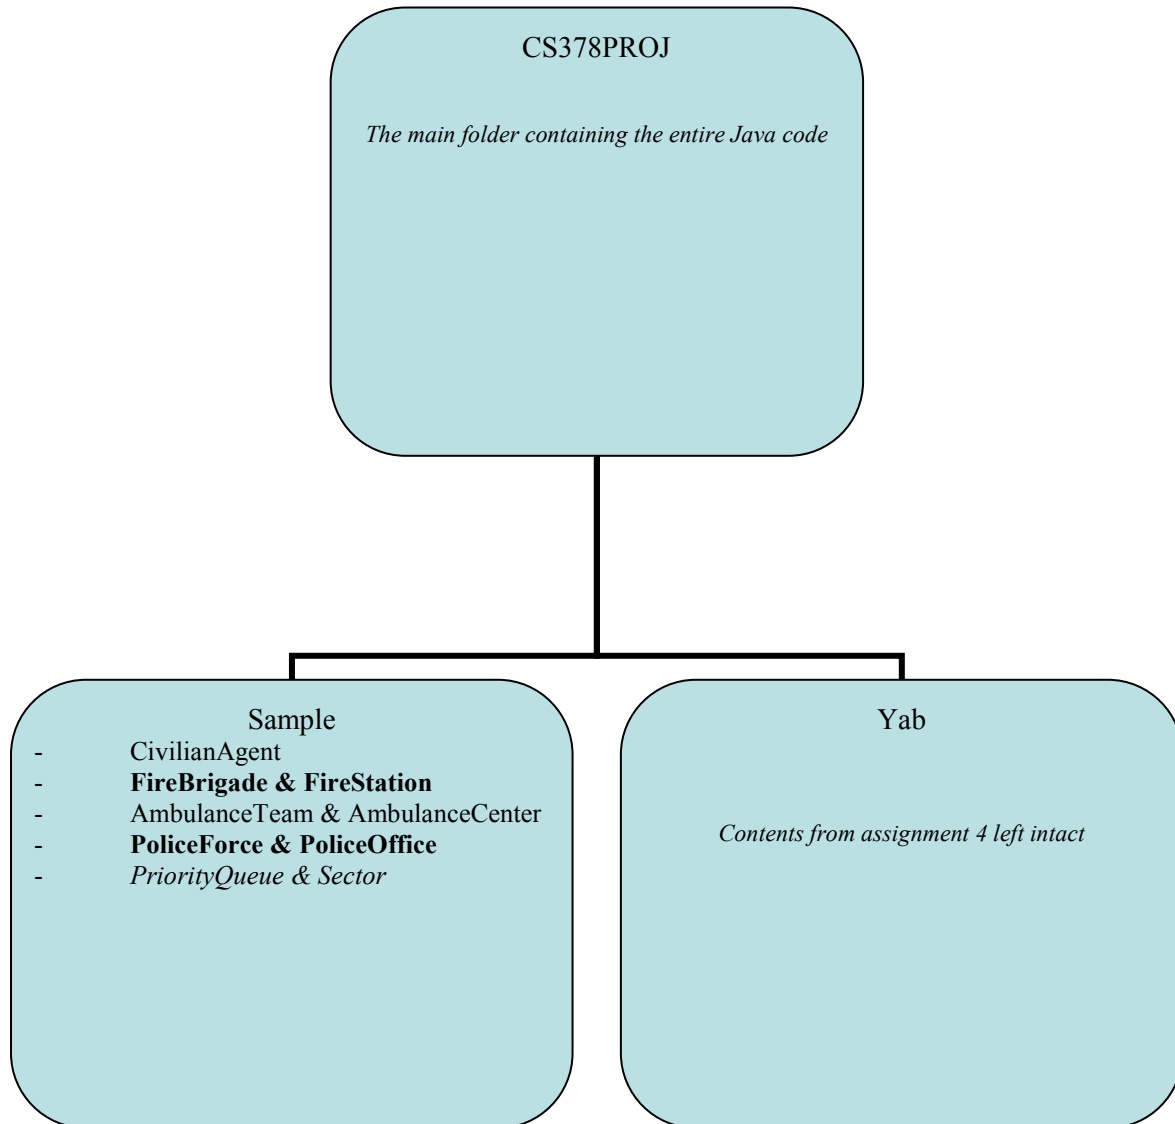 CS378PROJ
The main folder containing the entire Java code
Sample
- CivilianAgent
- FireBrigade & FireStation
- AmbulanceTeam & AmbulanceCenter
- PoliceForce & PoliceOffice
- PriorityQueue & Sector
Yab
Contents from assignment 4 left intact